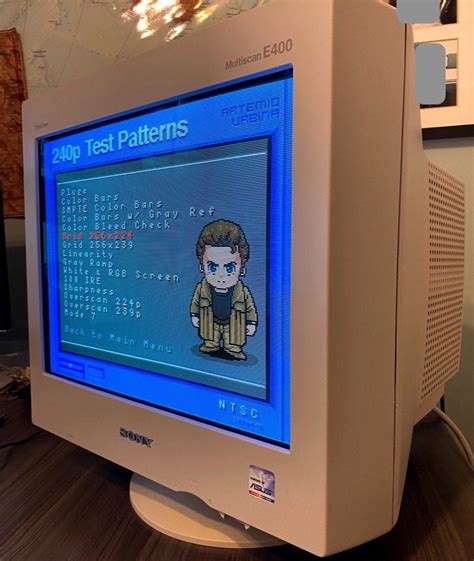 Multiscan E400
ARTEMIO
URBINA
240p Test Patterns
Pluge
Color Bars
SMPTE Color Bars
Color Bars w/ Gray Ref
Color Bleed Check
Grid 256x224
Grid 256x239
Linearity
Gray Ramp
White & RGB Screen
100 IRE
Sharpness
Overscan 224p
Overscan 239p
Mode 7
Back to Main Menu
NTSC
SONY
ASUS